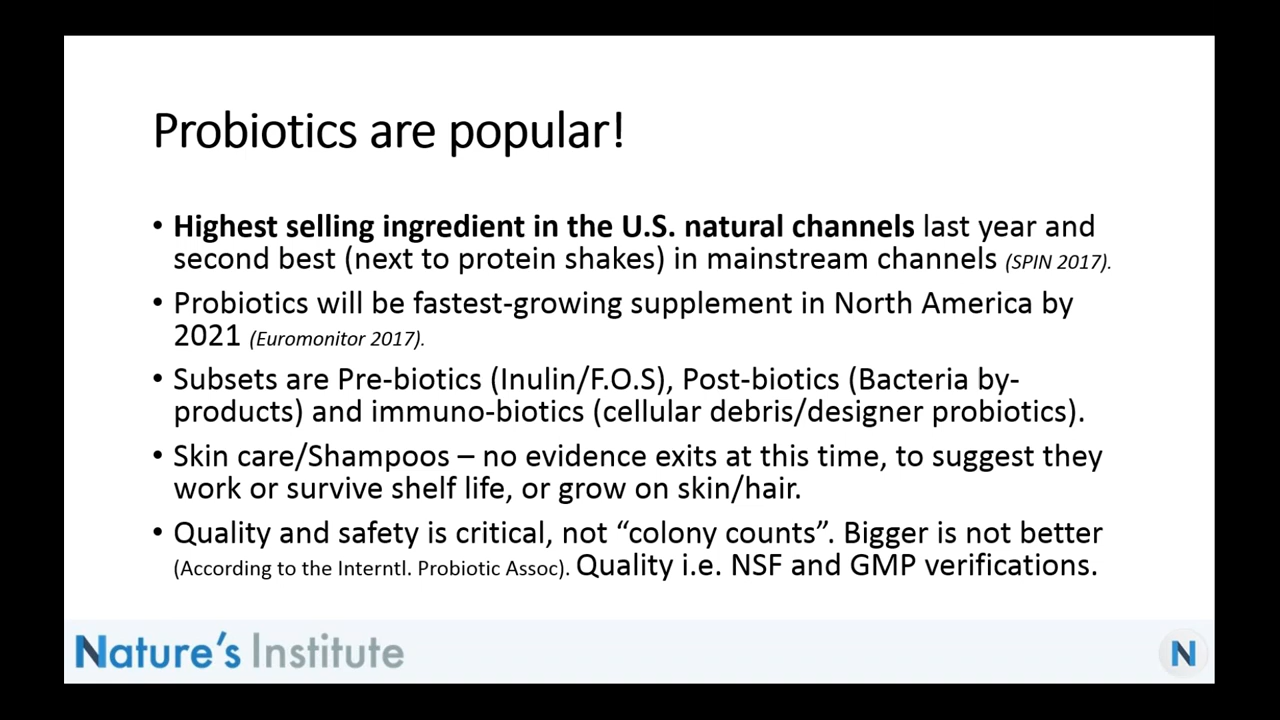 Probiotics are popular!
• Highest selling ingredient in the U.S. natural channels last year and
second best (next to protein shakes) in mainstream channels (SPIN 2017).
• Probiotics will be fastest-growing supplement in North America by
2021 (Euromonitor 2017).
• Subsets are Pre-biotics (Inulin/F.O.S), Post-biotics (Bacteria by-
products) and immuno-biotics (cellular debris/designer probiotics).
• Skin care/Shampoos – no evidence exits at this time, to suggest they
work or survive shelf life, or grow on skin/hair.
• Quality and safety is critical, not “colony counts”. Bigger is not better
(According to the Interntl. Probiotic Assoc). Quality i.e. NSF and GMP verifications.
Nature’s Institute
N